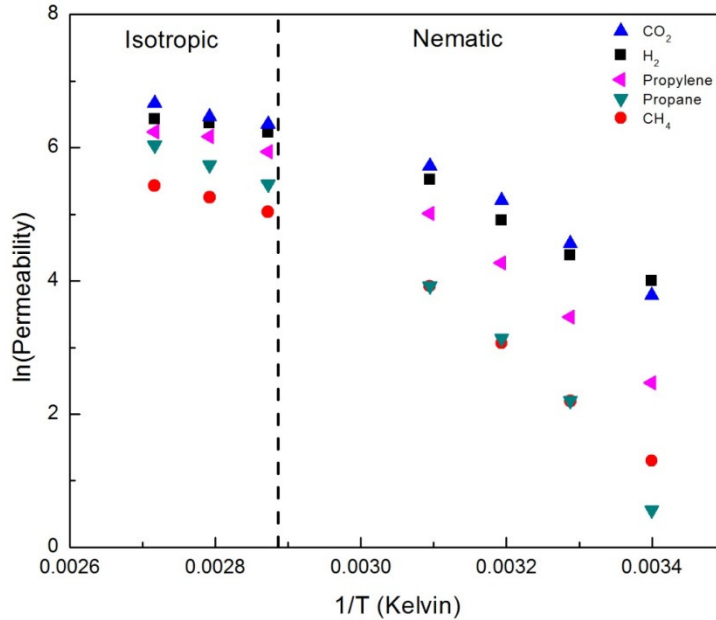 Isotropic
Nematic
CO2
H2
Propylene
Propane
CH4
8
6
4
2
0
ln(Permeability)
0.0026
0.0028
0.0030
0.0032
0.0034
1/T (Kelvin)